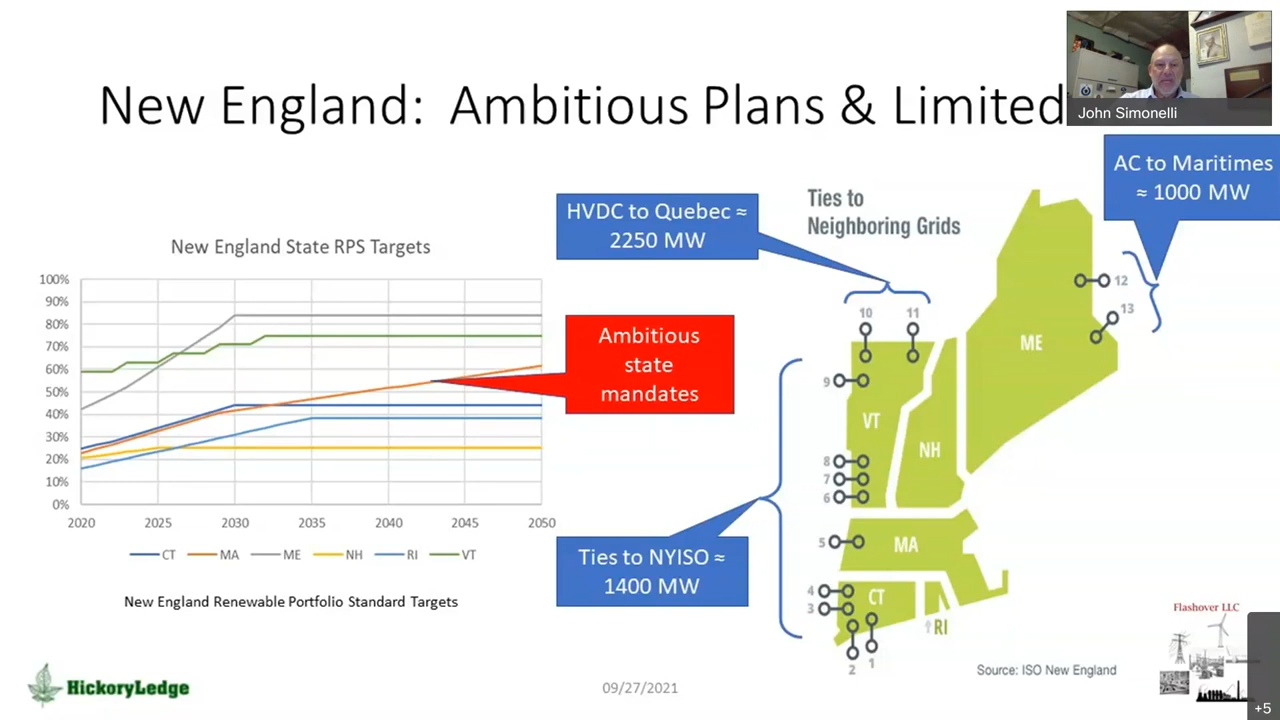 New England: Ambitious Plans & Limited
John Simonelli
AC to Maritimes
≈ 1000 MW
HVDC to Quebec ≈
2250 MW
Ties to
Neighboring Grids
New England State RPS Targets
100%
90%
80%
70%
60%
50%
40%
30%
20%
10%
0%
2020 2025 2030 2035 2040 2045 2050
CT MA ME NH RI VT
New England Renewable Portfolio Standard Targets
Ambitious
state
mandates
Ties to NYISO ≈
1400 MW
10 11
12
13
ME
9
VT
NH
8
7
6
5
MA
4
CT
3
RI
2 1
Source: ISO New England
Flashover LLC
HickoryLedge
09/27/2021
+5